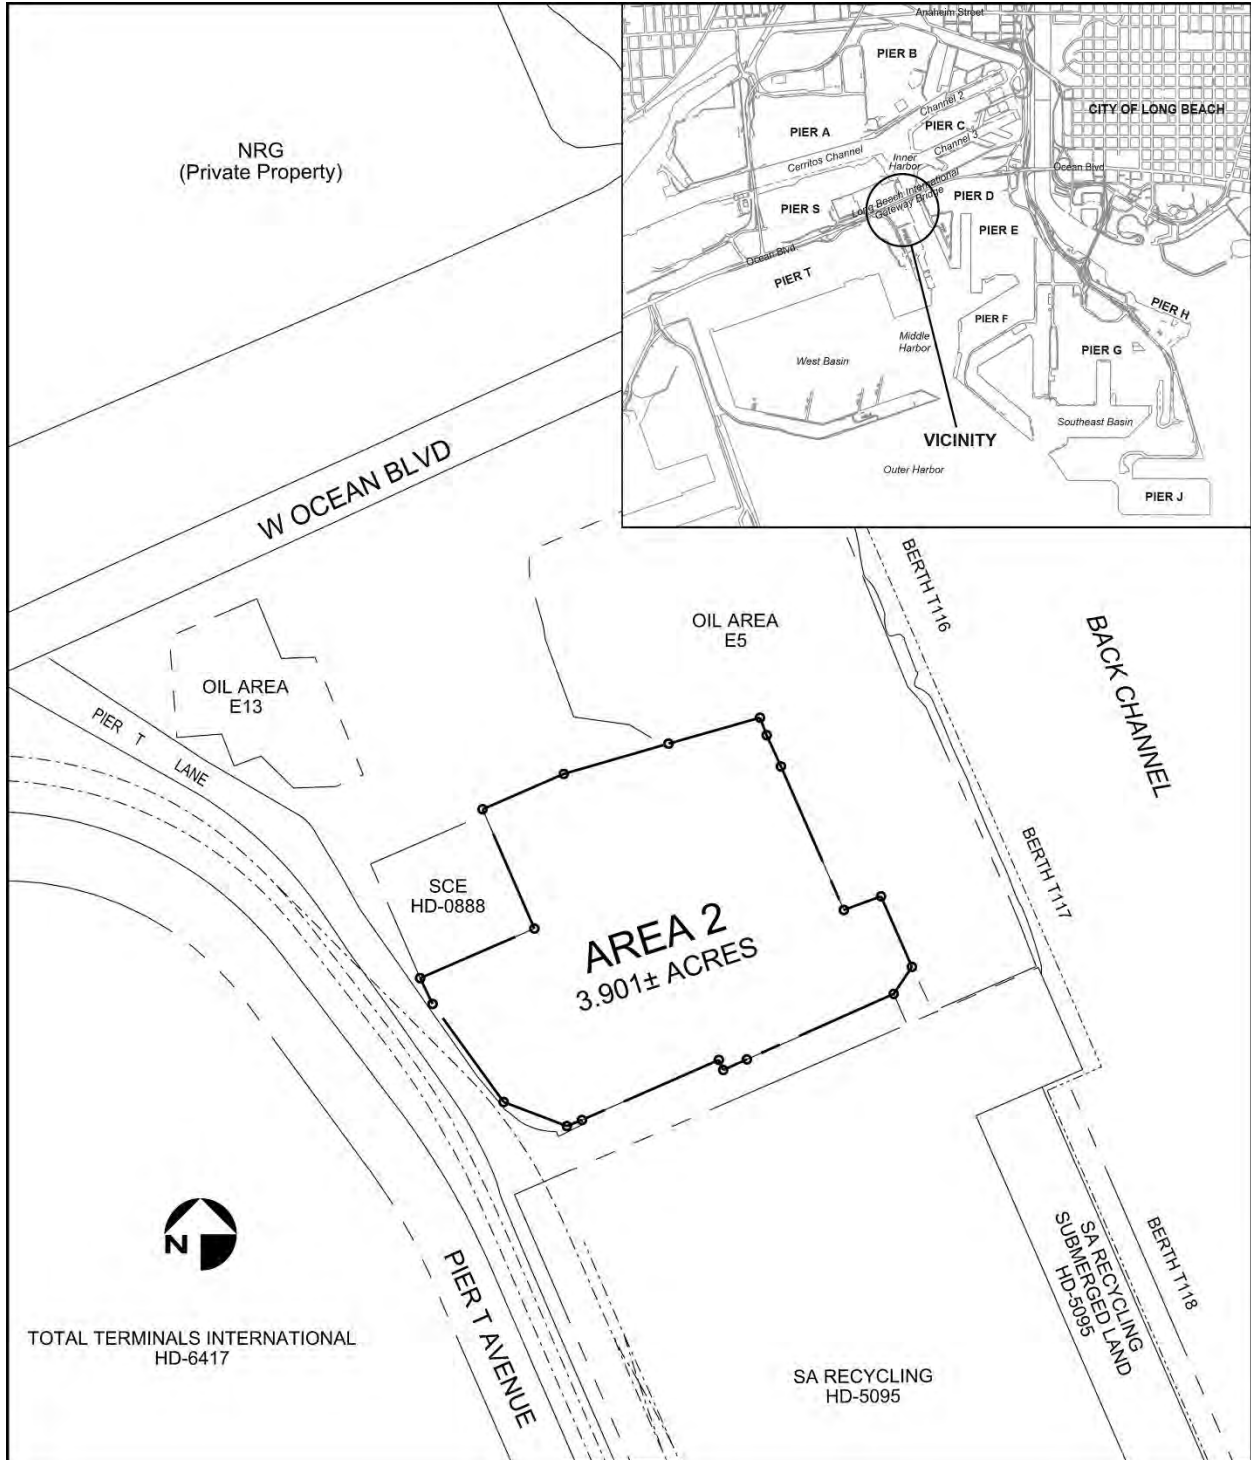 Anaheim Street
PIER B
Channel 2
CITY OF LONG BEACH
PIER A
PIER C
Channel 3
Cerritos Channel
Inner
Harbor
Ocean Blvd.
Long Beach International
Gateway Bridge
PIER D
PIER S
PIER E
Ocean Blvd.
PIER T
PIER H
PIER F
Middle
Harbor
PIER G
West Basin
Southeast Basin
VICINITY
Outer Harbor
PIER J
NRG
(Private Property)
W OCEAN BLVD
BERTH T116
OIL AREA
E5
BACK CHANNEL
OIL AREA
E13
PIER T LANE
BERTH T117
SCE
HD-0888
AREA 2
3.901± ACRES
N
PIER T AVENUE
SA RECYCLING
SUBMERGED LAND
HD-5095
BERTH T118
TOTAL TERMINALS INTERNATIONAL
HD-6417
SA RECYCLING
HD-5095